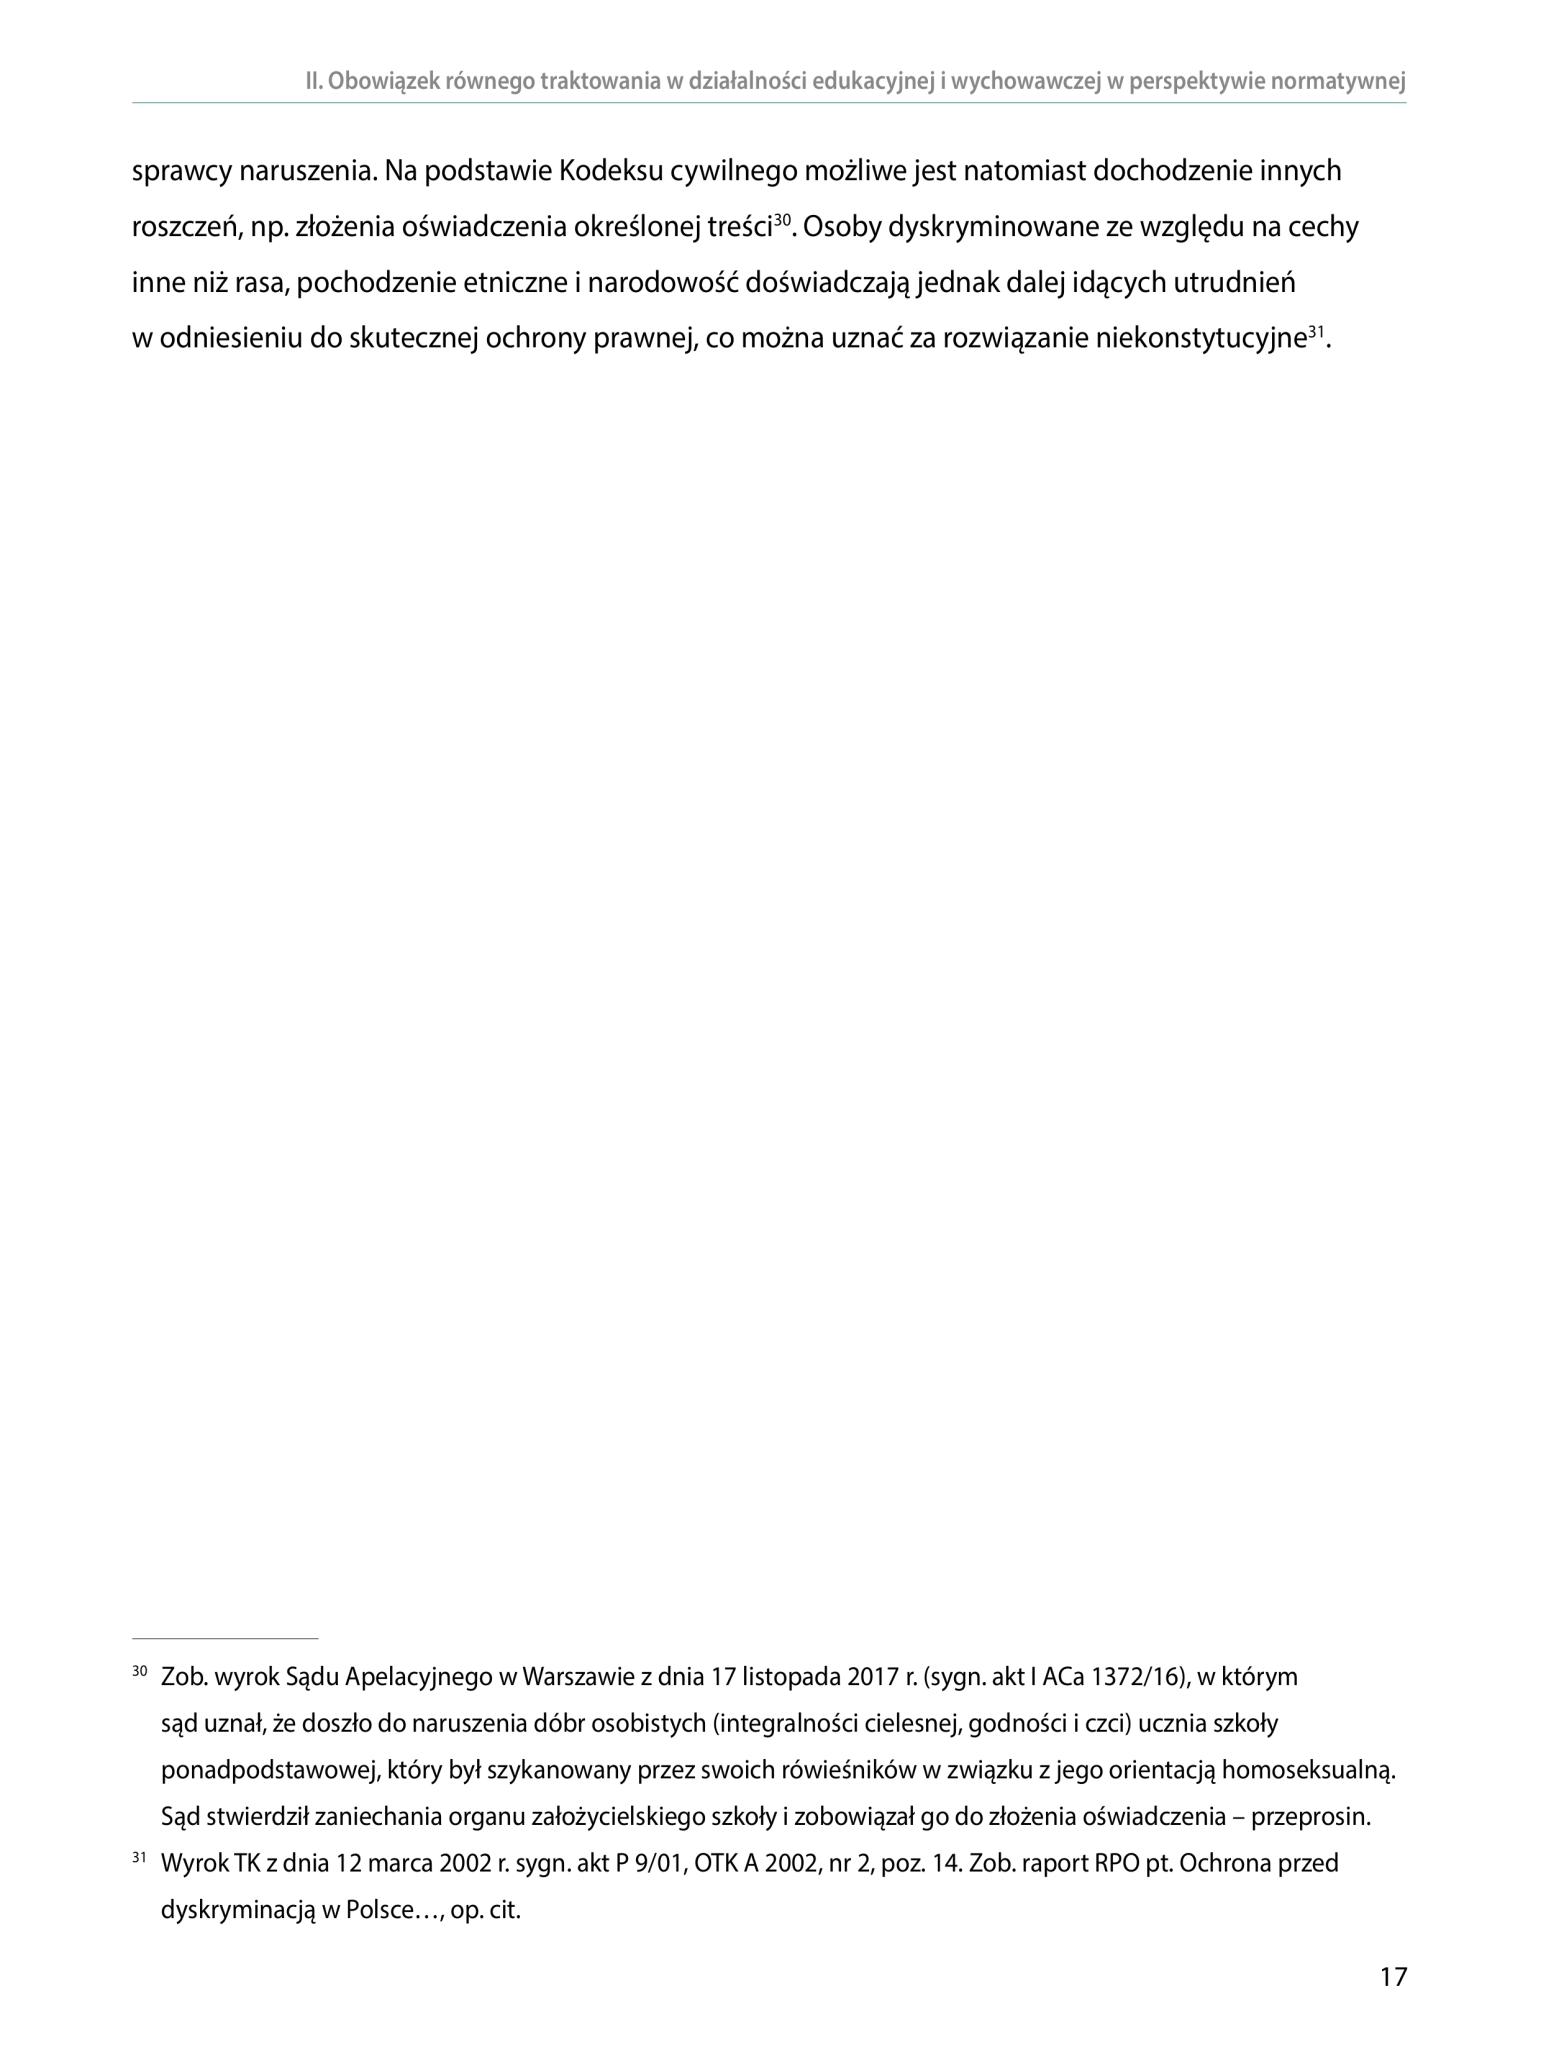 II. Obowiązek równego traktowania w działalności edukacyjnej i wychowawczej w perspektywie normatywnej
sprawcy naruszenia. Na podstawie Kodeksu cywilnego możliwe jest natomiast dochodzenie innych
roszczeń, np. złożenia oświadczenia określonej treści30. Osoby dyskryminowane ze względu na cechy
inne niż rasa, pochodzenie etniczne i narodowość doświadczają jednak dalej idących utrudnień
w odniesieniu do skutecznej ochrony prawnej, co można uznać za rozwiązanie niekonstytucyjne31.
30 Zob. wyrok Sądu Apelacyjnego w Warszawie z dnia 17 listopada 2017 r. (sygn. akt I ACa 1372/16), w którym
sąd uznał, że doszło do naruszenia dóbr osobistych (integralności cielesnej, godności i czci) ucznia szkoły
ponadpodstawowej, który był szykanowany przez swoich rówieśników w związku z jego orientacją homoseksualną.
Sąd stwierdził zaniechania organu założycielskiego szkoły i zobowiązał go do złożenia oświadczenia – przeprosin.
31 Wyrok TK z dnia 12 marca 2002 r. sygn. akt P 9/01, OTK A 2002, nr 2, poz. 14. Zob. raport RPO pt. Ochrona przed
dyskryminacją w Polsce…, op. cit.
17